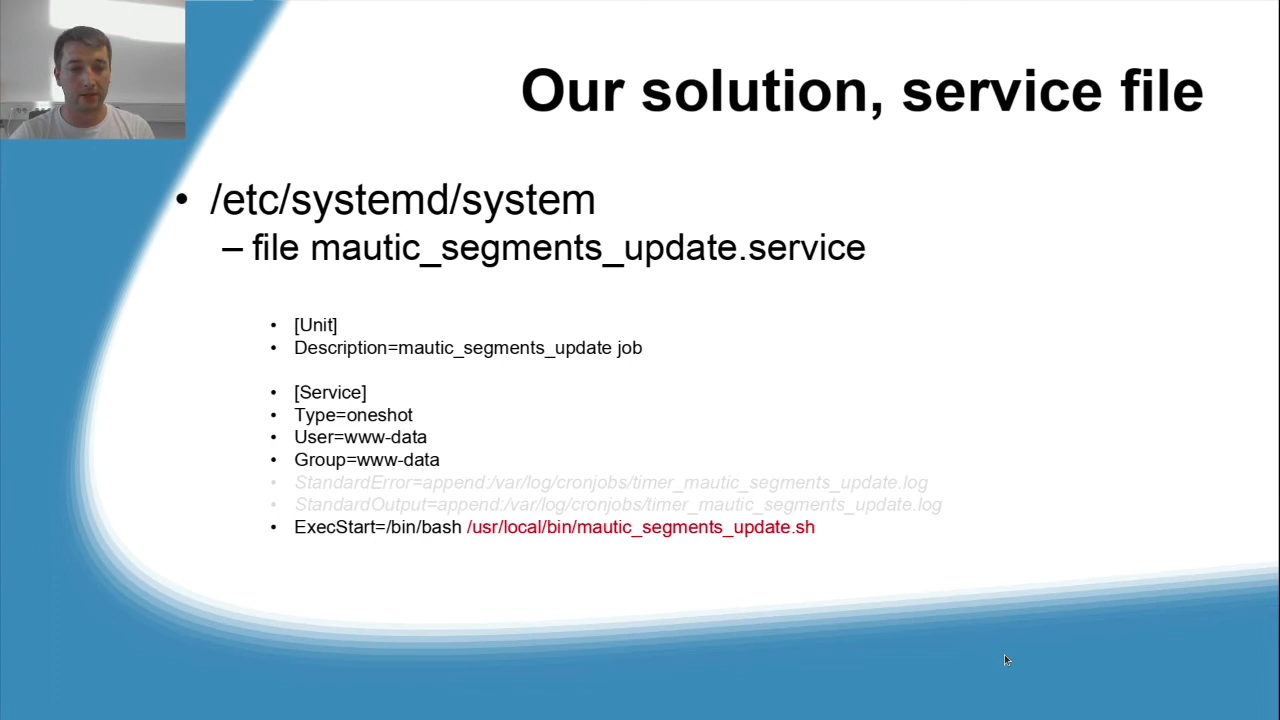 Our solution, service file
• /etc/systemd/system
– file mautic_segments_update.service
• [Unit]
• Description=mautic_segments_update job
• [Service]
• Type=oneshot
• User=www-data
• Group=www-data
• StandardError=append:/var/log/cronjobs/timer_mautic_segments_update.log
• StandardOutput=append:/var/log/cronjobs/timer_mautic_segments_update.log
• ExecStart=/bin/bash /usr/local/bin/mautic_segments_update.sh